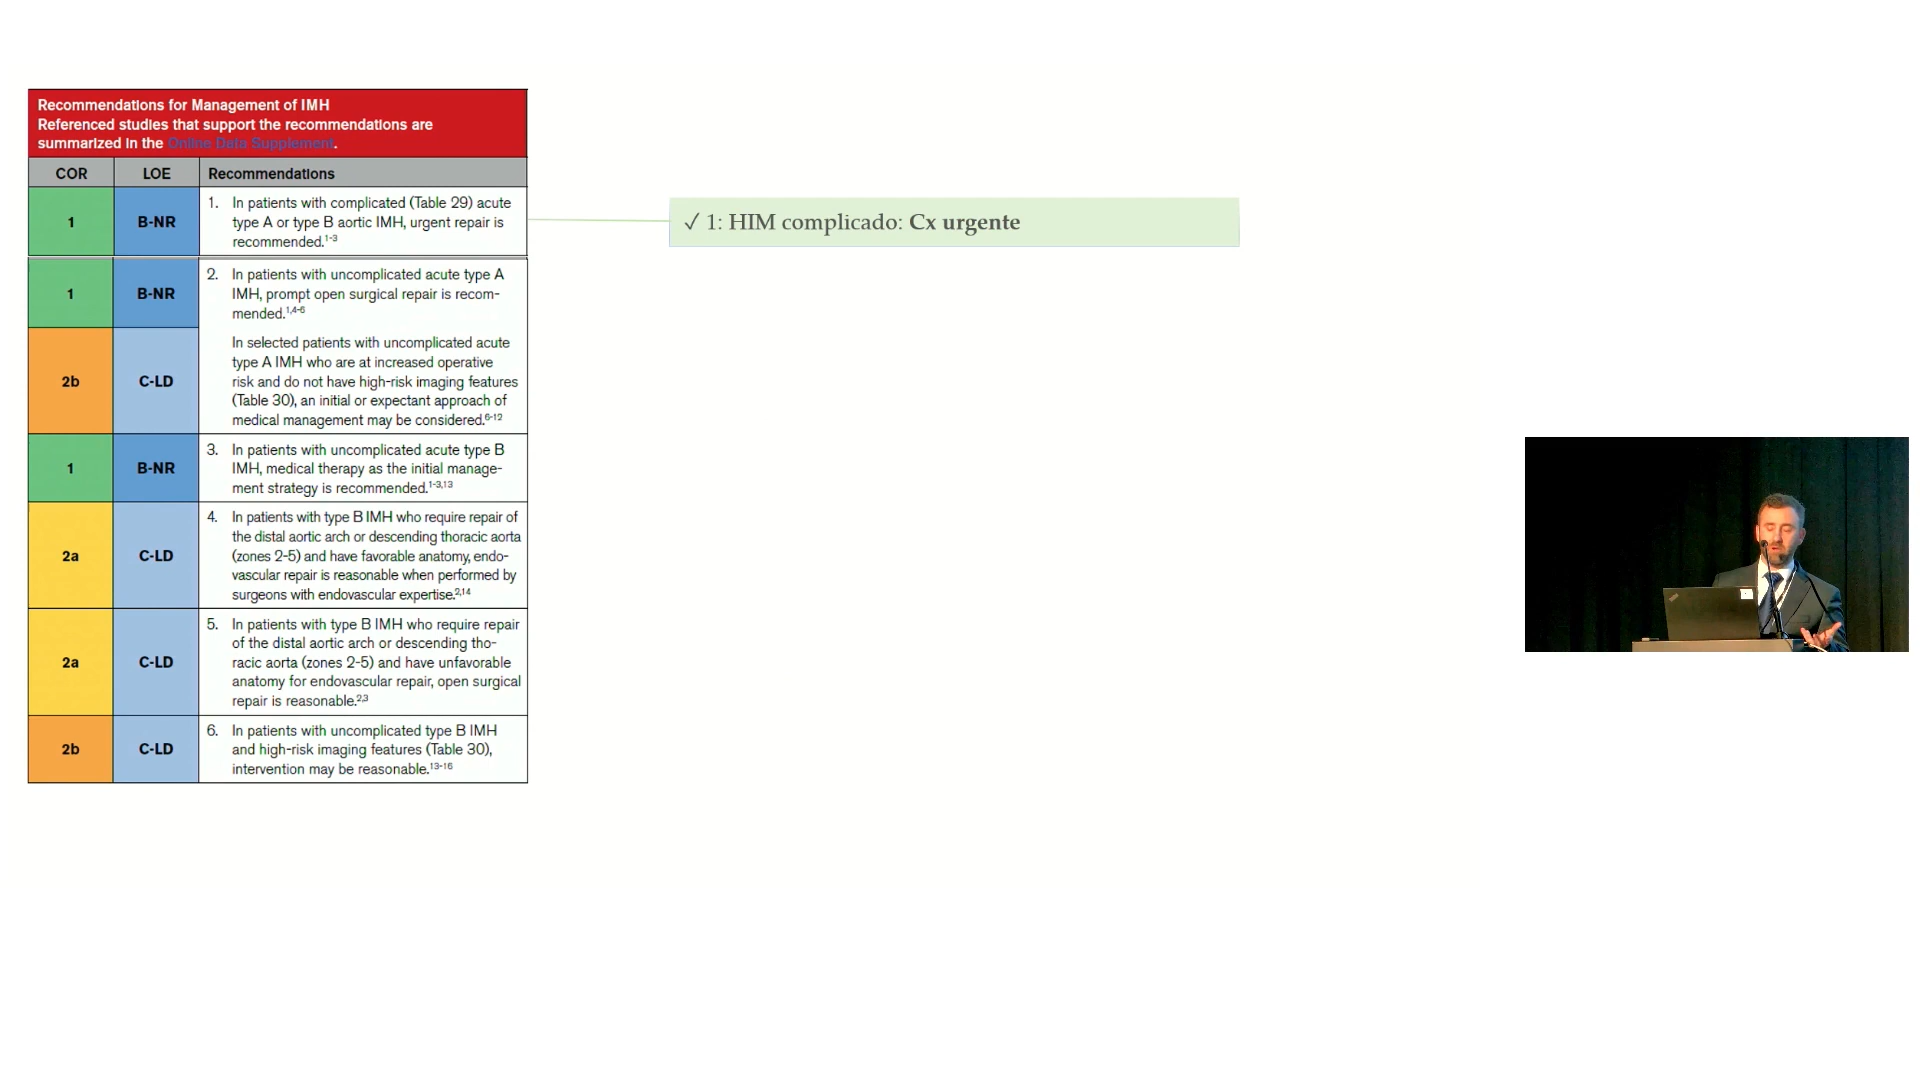 Recommendations for Management of IMH
Referenced studies that support the recommendations are
summarized in the Online Data Supplement.
COR LOE Recommendations
1 B-NR 1. In patients with complicated (Table 29) acute
type A or type B aortic IMH, urgent repair is
recommended.1-3
✓ 1: HIM complicado: Cx urgente
1 B-NR 2. In patients with uncomplicated acute type A
IMH, prompt open surgical repair is recom-
mended.1,4-6
2b C-LD In selected patients with uncomplicated acute
type A IMH who are at increased operative
risk and do not have high-risk imaging features
(Table 30), an initial or expectant approach of
medical management may be considered.6-12
1 B-NR 3. In patients with uncomplicated acute type B
IMH, medical therapy as the initial manage-
ment strategy is recommended.1-3,13
2a C-LD 4. In patients with type B IMH who require repair of
the distal aortic arch or descending thoracic aorta
(zones 2-5) and have favorable anatomy, endo-
vascular repair is reasonable when performed by
surgeons with endovascular expertise.2,14
2a C-LD 5. In patients with type B IMH who require repair
of the distal aortic arch or descending tho-
racic aorta (zones 2-5) and have unfavorable
anatomy for endovascular repair, open surgical
repair is reasonable.2,3
2b C-LD 6. In patients with uncomplicated type B IMH
and high-risk imaging features (Table 30),
intervention may be reasonable.13-16